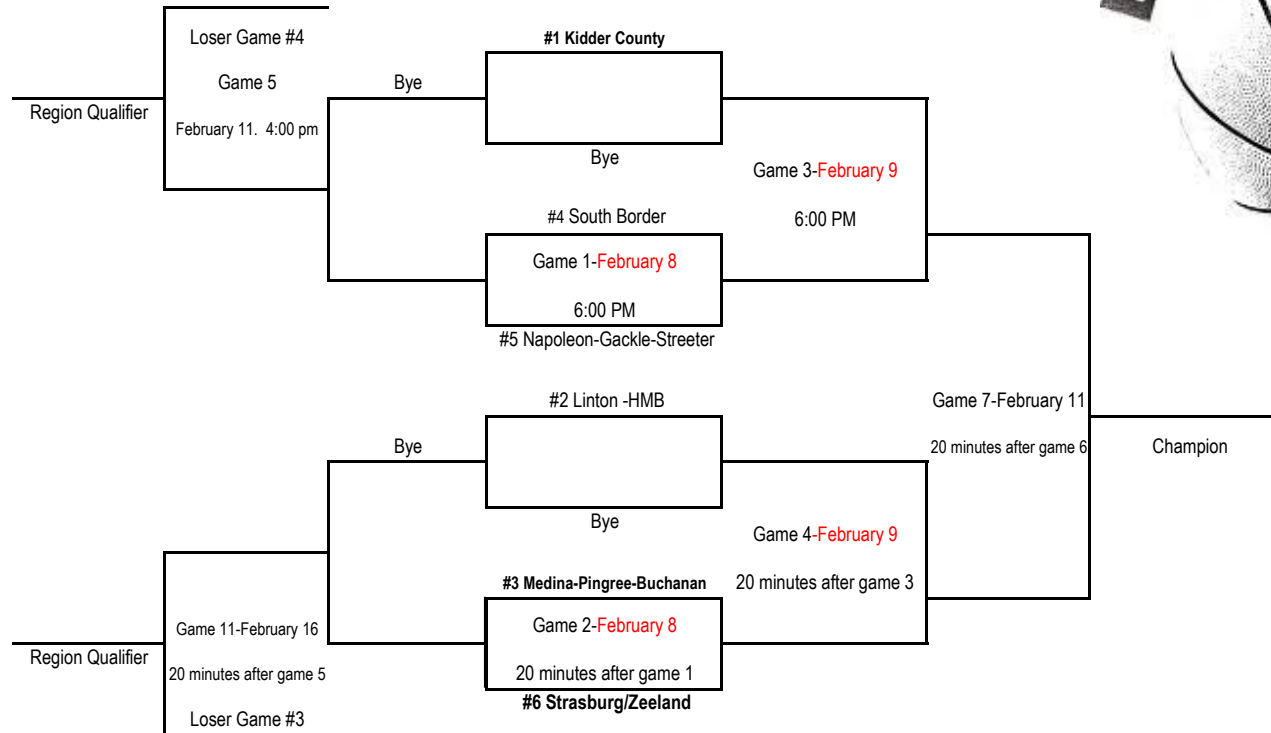 Loser Game #4
Game 5
February 11. 4:00 pm
Region Qualifier
Bye
#1 Kidder County
Bye
#4 South Border
Game 1-February 8
6:00 PM
#5 Napoleon-Gackle-Streeter
Game 3-February 9
6:00 PM
#2 Linton -HMB
Bye
Bye
Game 7-February 11
20 minutes after game 6
Champion
Game 4-February 9
20 minutes after game 3
#3 Medina-Pingree-Buchanan
Game 2-February 8
20 minutes after game 1
#6 Strasburg/Zeeland
Region Qualifier
Game 11-February 16
20 minutes after game 5
Loser Game #3